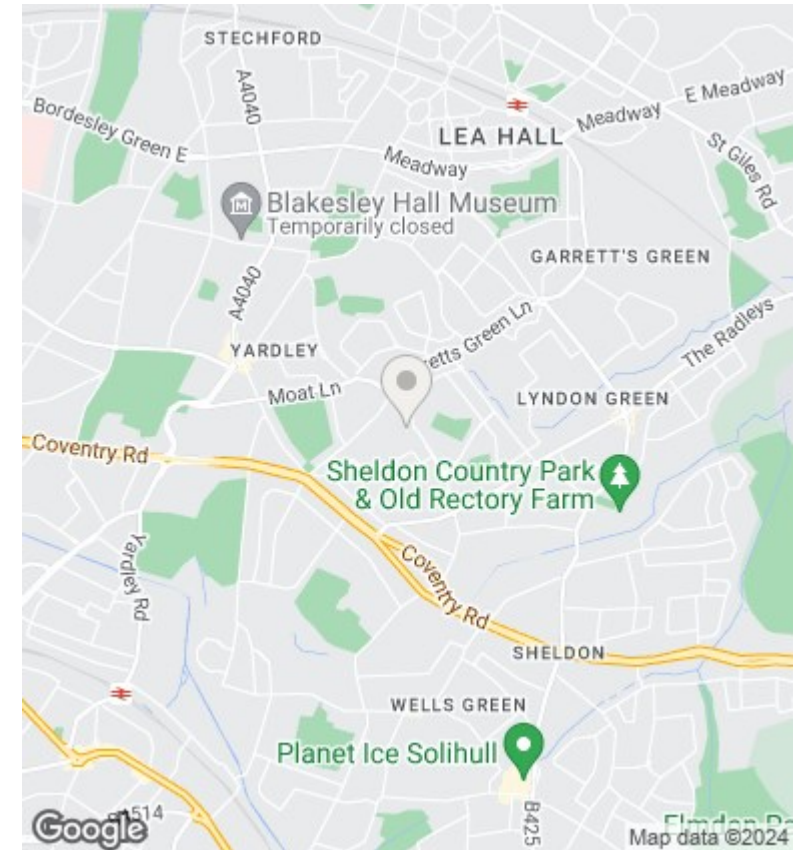 STECHFORD
A4040
E Meadway
Bordesley Green E
Meadway
LEA HALL
Meadway
St Giles Rd
Blakesley Hall Museum
Temporarily closed
GARRETT'S GREEN
A4040
YARDLEY
etts Green Ln
The Radleys
Moat Ln
LYNDON GREEN
Coventry Rd
Sheldon Country Park
& Old Rectory Farm
Yardley Rd
Coventry Rd
SHELDON
WELLS GREEN
Planet Ice Solihull
B425
Google
Map data ©2024